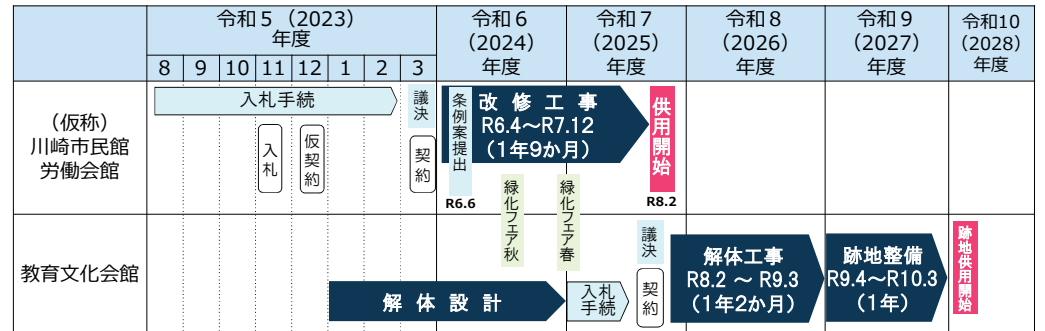 令和５（2023）
年度
令和６
（2024）
年度
令和７
（2025）
年度
令和８
（2026）
年度
令和９
（2027）
年度
令和10
（2028）
年度
8 9 10 11 12 1 2 3
（仮称）
川崎市民館
労働会館
入札手続
入札
仮契約
議決
契約
条例案提出
R6.6
改修工事
R6.4～R7.12
（1年9か月）
供用開始
R8.2
緑化フェア秋
緑化フェア春
教育文化会館
解体設計
入札
手続
議決
契約
解体工事
R8.2 ～ R9.3
（1年2か月）
跡地整備
R9.4～R10.3
（1年）
跡地供用開始